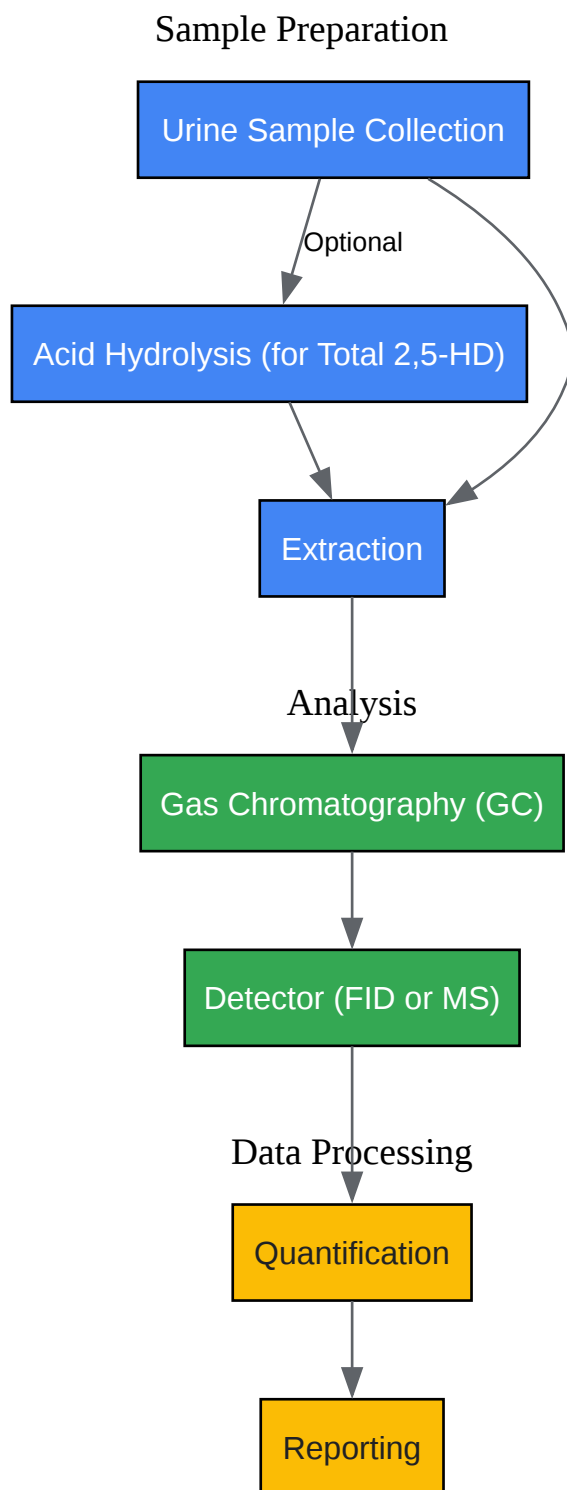 Sample Preparation
Urine Sample Collection
Optional
Acid Hydrolysis (for Total 2,5-HD)
Extraction
Analysis
Gas Chromatography (GC)
Detector (FID or MS)
Data Processing
Quantification
Reporting